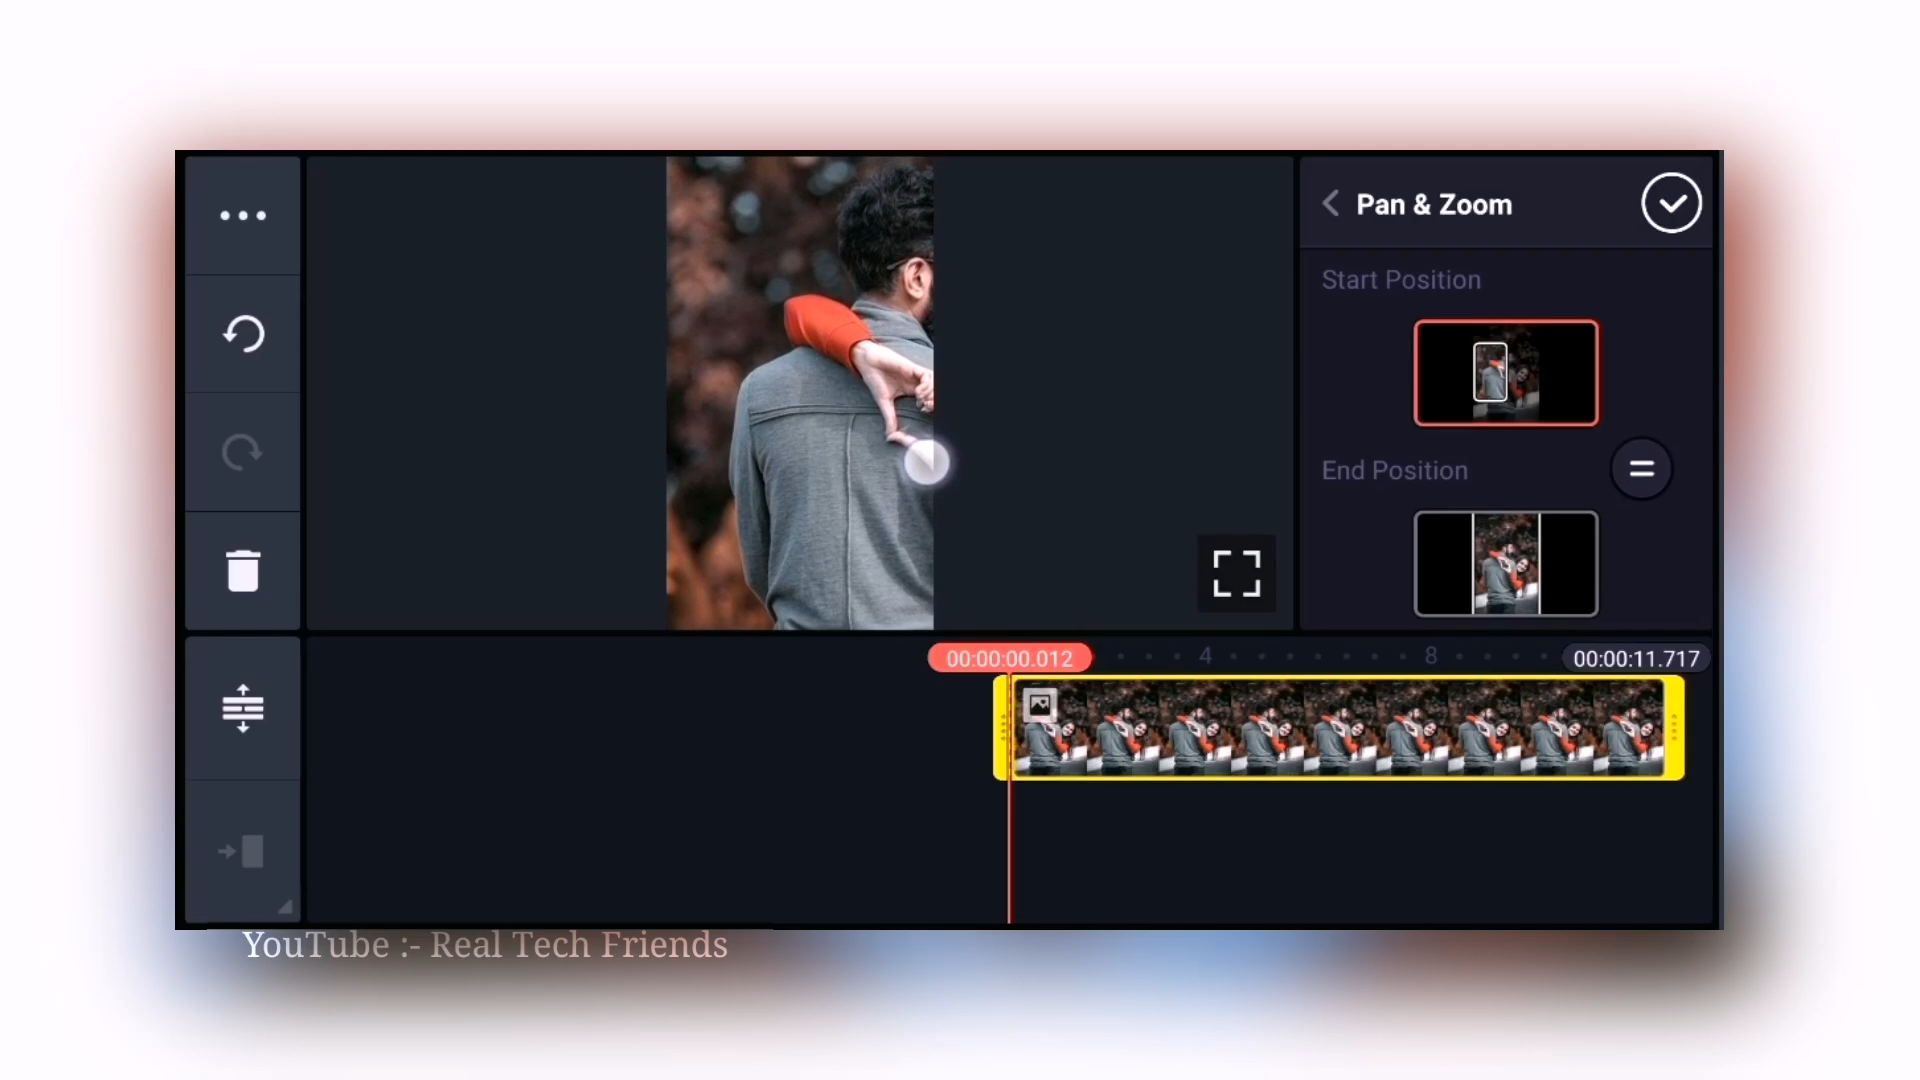 Pan & Zoom
Start Position
End Position
00:00:00.012
4
8
00:00:11.717
YouTube :- Real Tech Friends